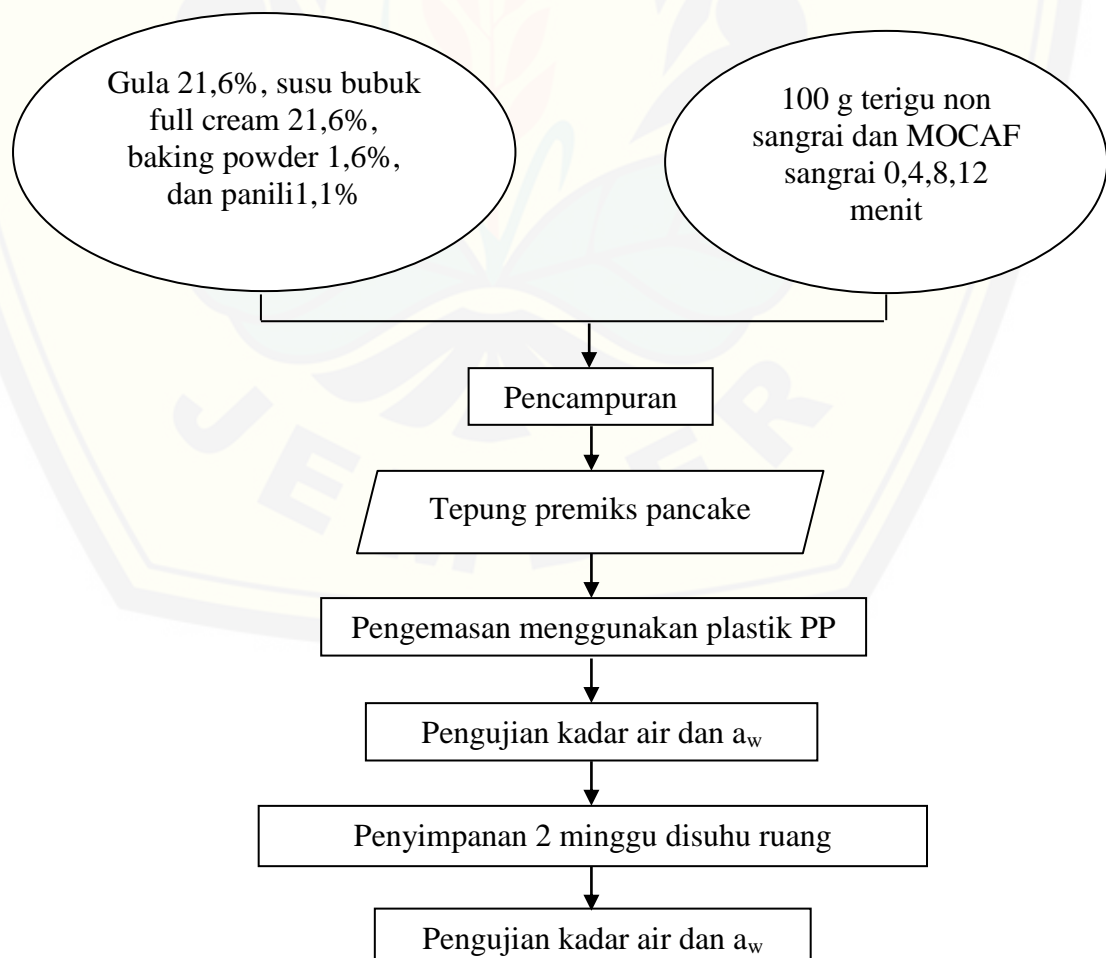 Gula 21,6%, susu bubuk
full cream 21,6%,
baking powder 1,6%,
dan panili1,1%
100 g terigu non
sangrai dan MOCAF
sangrai 0,4,8,12
menit
Pencampuran
Tepung premiks pancake
Pengemasan menggunakan plastik PP
Pengujian kadar air dan aw
Penyimpanan 2 minggu disuhu ruang
Pengujian kadar air dan aw
JEMBER